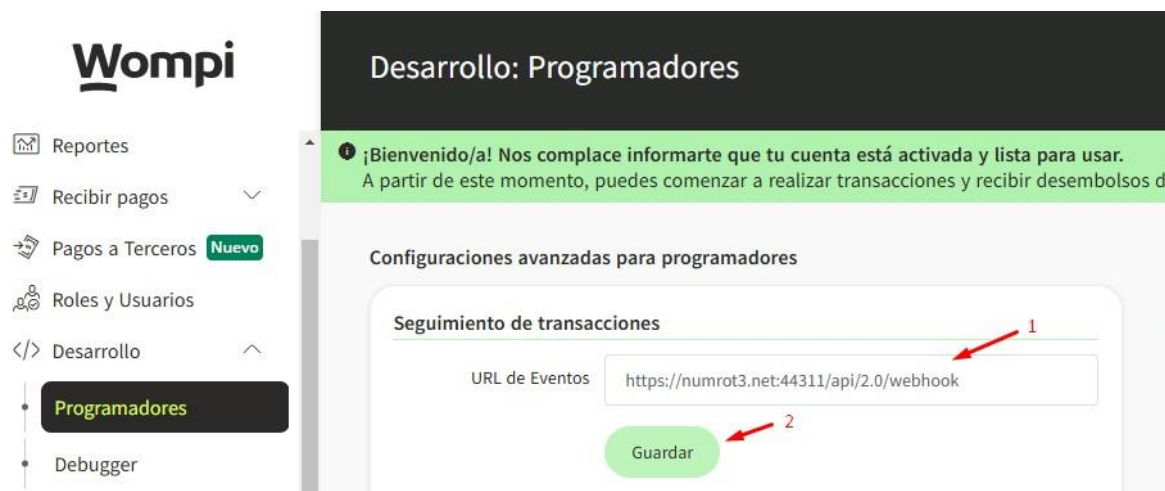 Wompi
Reportes
Recibir pagos
Pagos a Terceros Nuevo
Roles y Usuarios
</> Desarrollo
Programadores
Debugger
Desarrollo: Programadores
¡Bienvenido/a! Nos complace informarte que tu cuenta está activada y lista para usar.
A partir de este momento, puedes comenzar a realizar transacciones y recibir desembolsos d
Configuraciones avanzadas para programadores
Seguimiento de transacciones
1
URL de Eventos https://numrot3.net:44311/api/2.0/webhook
2
Guardar